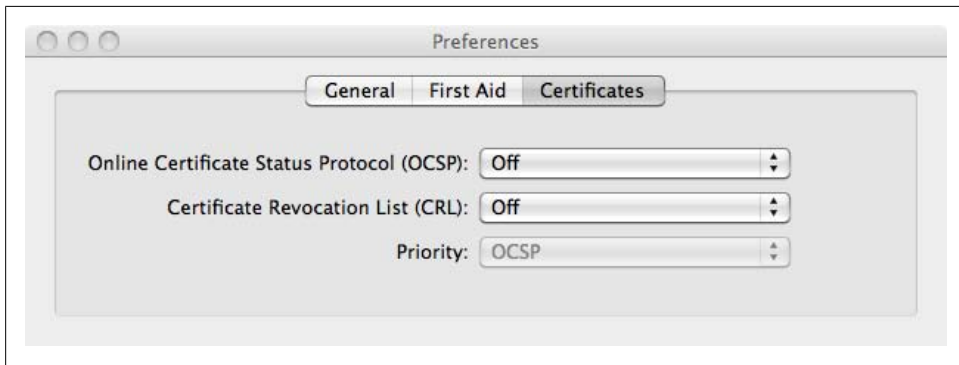 Preferences
General First Aid Certificates
Online Certificate Status Protocol (OCSP): Off
Certificate Revocation List (CRL): Off
Priority: OCSP